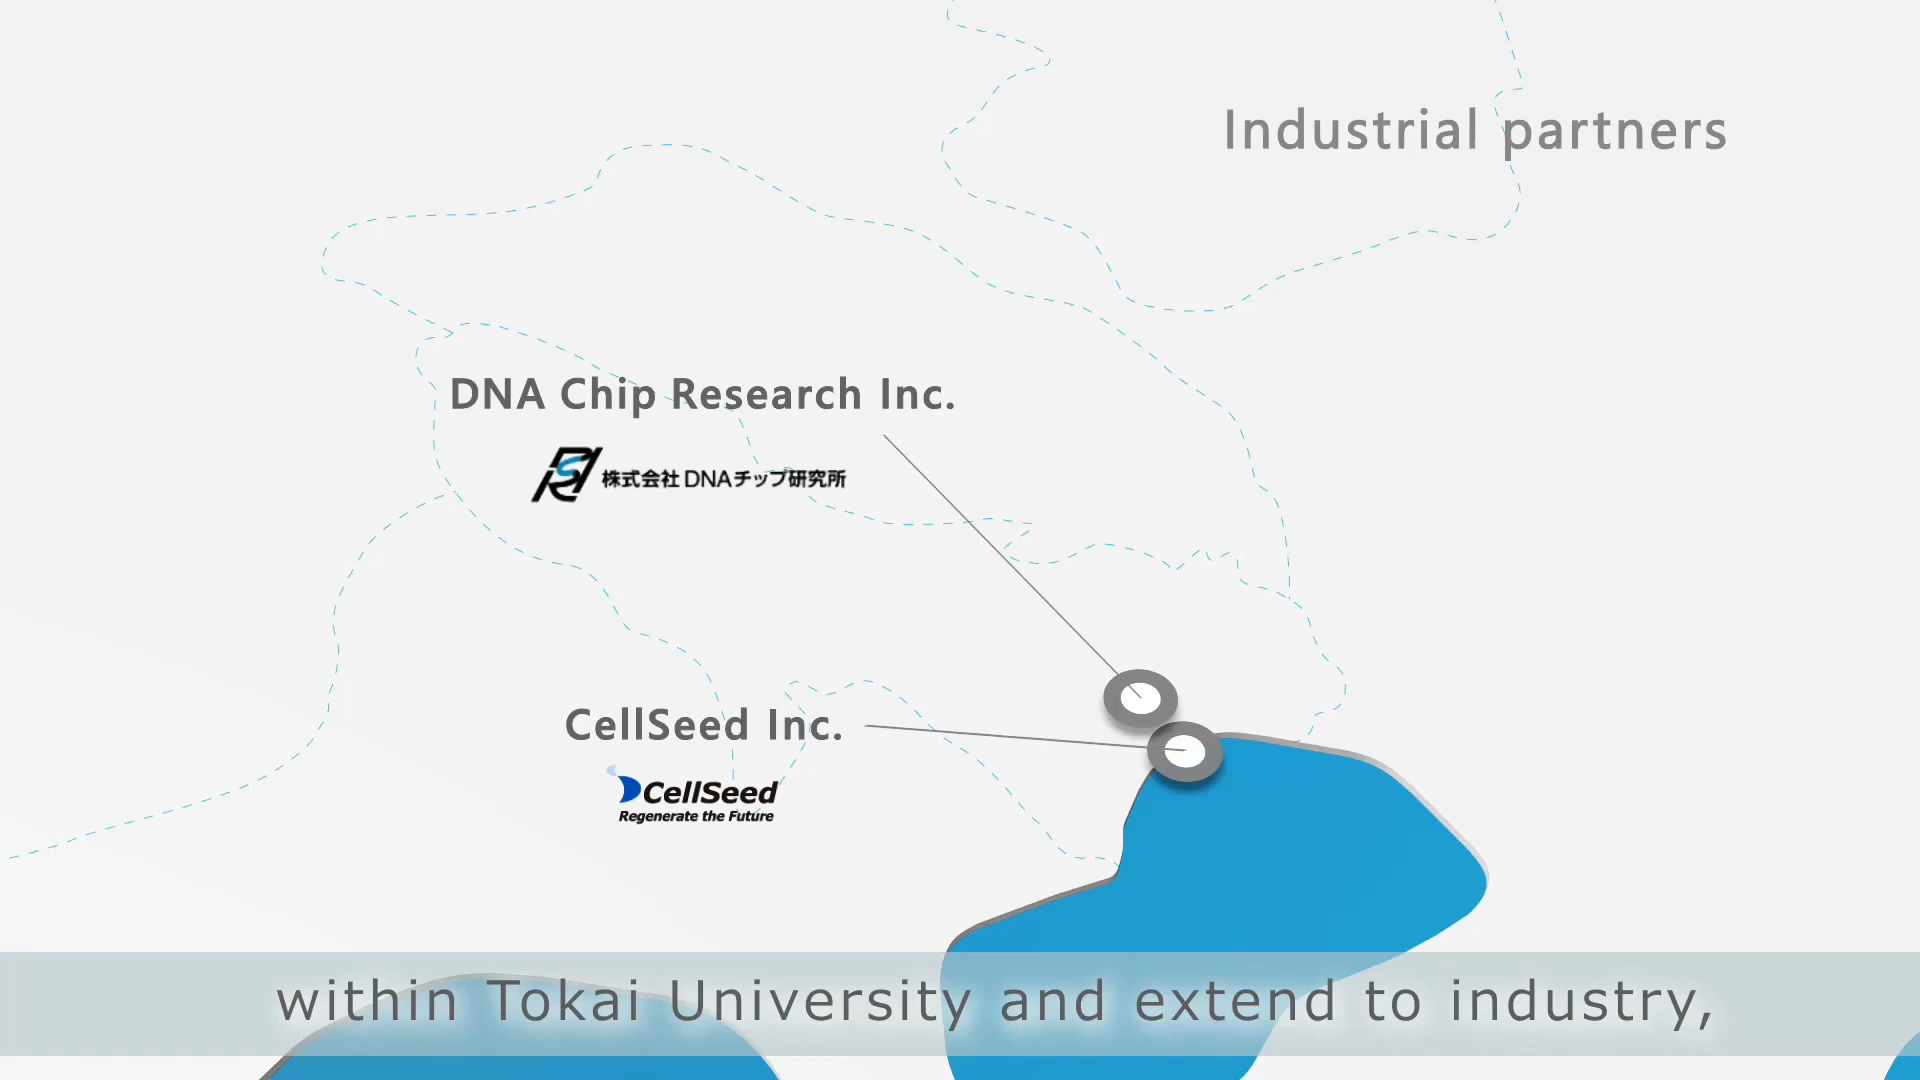 Industrial partners
DNA Chip Research Inc.
株式会社DNAチップ研究所
CellSeed Inc.
CellSeed
Regenerate the Future
within Tokai University and extend to industry,